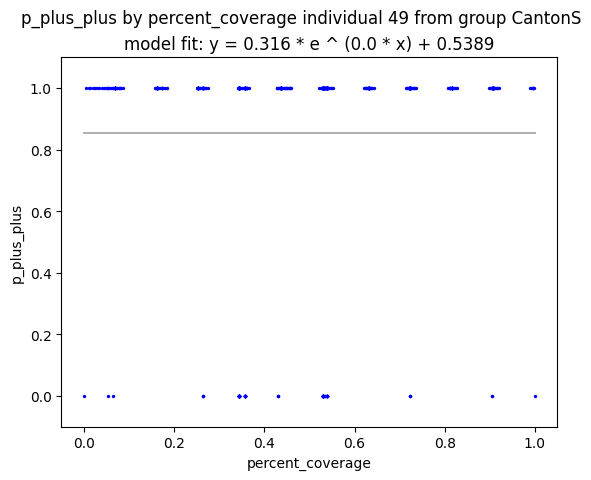 p_plus_plus by percent_coverage individual 49 from group CantonS
model fit: y = 0.316 * e ^ (0.0 * x) + 0.5389
1.0
0.8
0.6
0.4
0.2
0.0
p_plus_plus
0.0 0.2 0.4 0.6 0.8 1.0
percent_coverage